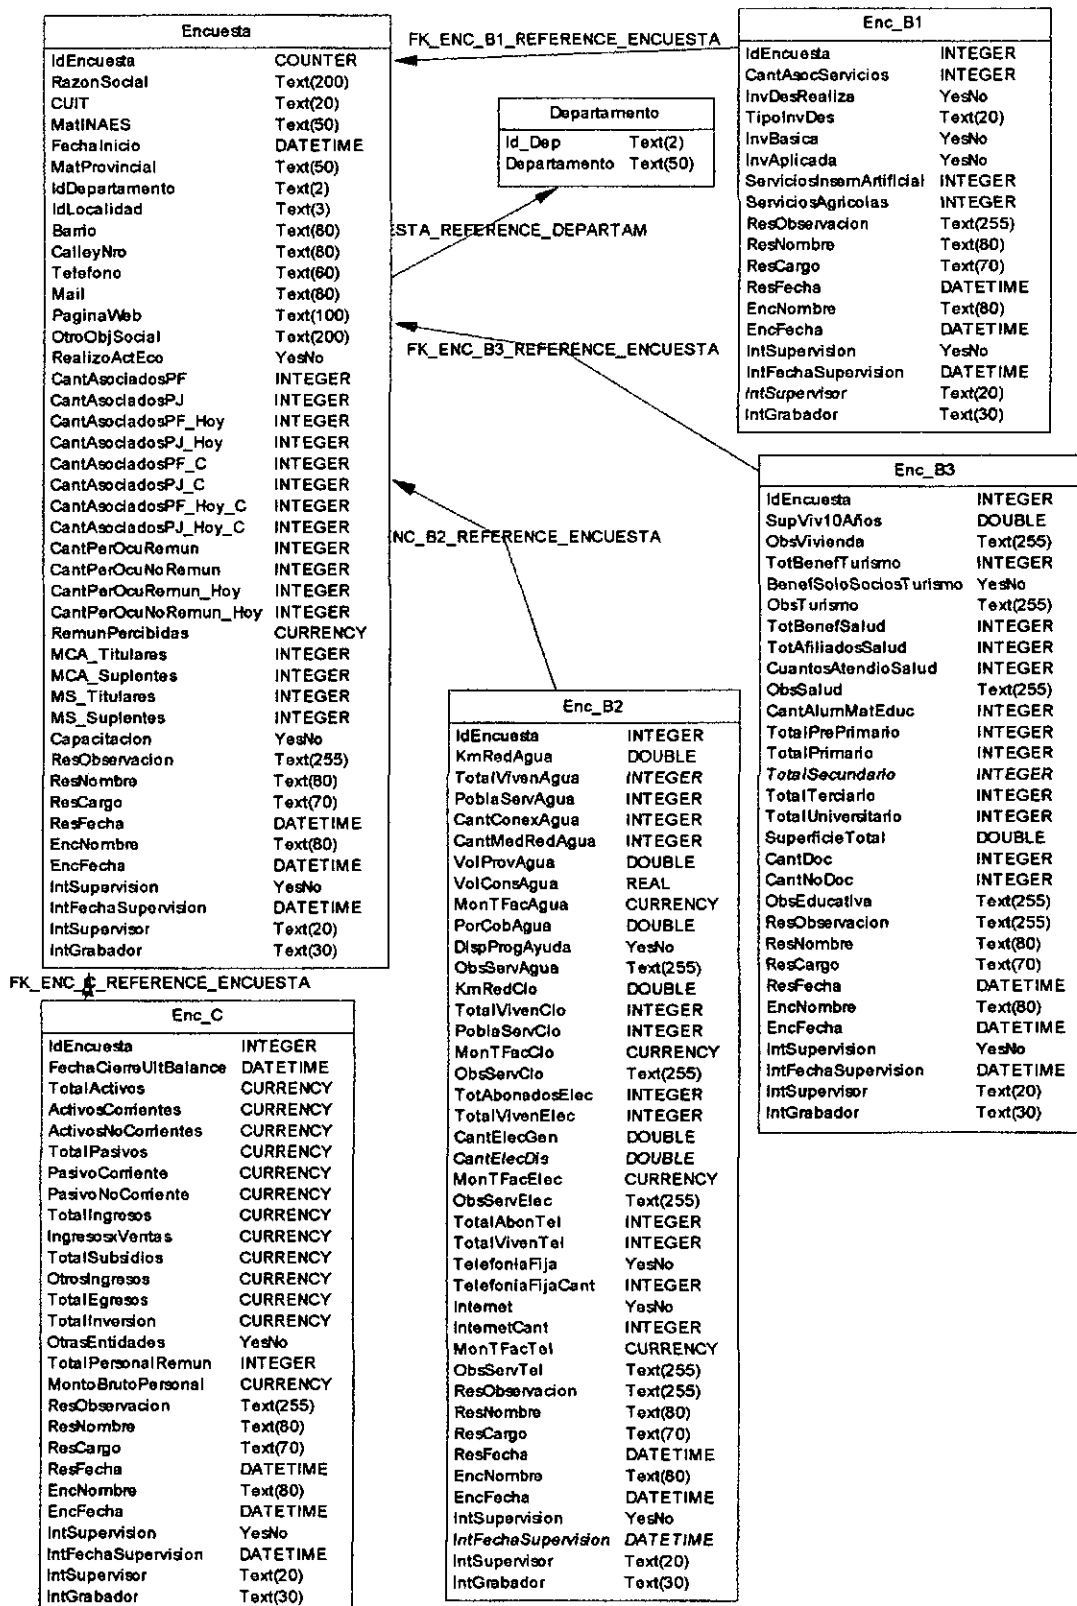 Encuesta
IdEncuesta COUNTER
RazonSocial Text(200)
CUIT Text(20)
MatINAES Text(50)
FechaInicio DATETIME
MatProvincial Text(50)
IdDepartamento Text(2)
IdLocalidad Text(3)
Barrio Text(80)
CalleyNro Text(80)
Telefono Text(60)
Mail Text(80)
PaginaWeb Text(100)
OtroObjSocial Text(200)
RealizoActEco YesNo
CantAsociadosPF INTEGER
CantAsociadosPJ INTEGER
CantAsociadosPF_Hoy INTEGER
CantAsociadosPJ_Hoy INTEGER
CantAsociadosPF_C INTEGER
CantAsociadosPJ_C INTEGER
CantAsociadosPF_Hoy_C INTEGER
CantAsociadosPJ_Hoy_C INTEGER
CantPerOcuRemun INTEGER
CantPerOcuNoRemun INTEGER
CantPerOcuRemun_Hoy INTEGER
CantPerOcuNoRemun_Hoy INTEGER
RemunPercibidas CURRENCY
MCA_Titulares INTEGER
MCA_Suplentes INTEGER
MS_Titulares INTEGER
MS_Suplentes INTEGER
Capacitacion YesNo
ResObservacion Text(255)
ResNombre Text(80)
ResCargo Text(70)
ResFecha DATETIME
EncNombre Text(80)
EncFecha DATETIME
IntSupervision YesNo
IntFechaSupervision DATETIME
IntSupervisor Text(20)
IntGrabador Text(30)
FK_ENC_B1_REFERENCE_ENCUESTA
Departamento
Id_Dep Text(2)
Departamento Text(50)
ESTA_REFERENCE_DEPARTAM
FK_ENC_B3_REFERENCE_ENCUESTA
NC_B2_REFERENCE_ENCUESTA
Enc_B1
IdEncuesta INTEGER
CantAsocServicios INTEGER
InvDesRealiza YesNo
TipoInvDes Text(20)
InvBasica YesNo
InvAplicada YesNo
ServiciosInsemArtificial INTEGER
ServiciosAgricolas INTEGER
ResObservacion Text(255)
ResNombre Text(80)
ResCargo Text(70)
ResFecha DATETIME
EncNombre Text(80)
EncFecha DATETIME
IntSupervision YesNo
IntFechaSupervision DATETIME
IntSupervisor Text(20)
IntGrabador Text(30)
Enc_B3
IdEncuesta INTEGER
SupViv10Años DOUBLE
ObsVivienda Text(255)
TotBenefTurismo INTEGER
BenefSoloSociosTurismo YesNo
ObsTurismo Text(255)
TotBenefSalud INTEGER
TotAfiliadosSalud INTEGER
CuantosAtendioSalud INTEGER
ObsSalud Text(255)
CantAlumMatEduc INTEGER
TotalPrePrimario INTEGER
TotalPrimario INTEGER
TotalSecundario INTEGER
TotalTerciario INTEGER
TotalUniversitario INTEGER
SuperficieTotal DOUBLE
CantDoc INTEGER
CantNoDoc INTEGER
ObsEducativa Text(255)
ResObservacion Text(255)
ResNombre Text(80)
ResCargo Text(70)
ResFecha DATETIME
EncNombre Text(80)
EncFecha DATETIME
IntSupervision YesNo
IntFechaSupervision DATETIME
IntSupervisor Text(20)
IntGrabador Text(30)
Enc_B2
IdEncuesta INTEGER
KmRedAgua DOUBLE
TotalVivenAgua INTEGER
PoblaServAgua INTEGER
CantConexAgua INTEGER
CantMedRedAgua INTEGER
VolProvAgua DOUBLE
VolConsAgua REAL
MonTFacAgua CURRENCY
PorCobAgua DOUBLE
DispProgAyuda YesNo
ObsServAgua Text(255)
KmRedClo DOUBLE
TotalVivenClo INTEGER
PoblaServClo INTEGER
MonTFacClo CURRENCY
ObsServClo Text(255)
TotAbonadosElec INTEGER
TotalVivenElec INTEGER
CantElecGen DOUBLE
CantElecDis DOUBLE
MonTFacElec CURRENCY
ObsServElec Text(255)
TotalAbonTel INTEGER
TotalVivenTel INTEGER
TelefoniaFija YesNo
TelefoniaFijaCant INTEGER
Internet YesNo
InternetCant INTEGER
MonTFacTel CURRENCY
ObsServTel Text(255)
ResObservacion Text(255)
ResNombre Text(80)
ResCargo Text(70)
ResFecha DATETIME
EncNombre Text(80)
EncFecha DATETIME
IntSupervision YesNo
IntFechaSupervision DATETIME
IntSupervisor Text(20)
IntGrabador Text(30)
FK_ENC_C_REFERENCE_ENCUESTA
Enc_C
IdEncuesta INTEGER
FechaCierreUltBalance DATETIME
TotalActivos CURRENCY
ActivosCorrientes CURRENCY
ActivosNoCorrientes CURRENCY
TotalPasivos CURRENCY
PasivoCorriente CURRENCY
PasivoNoCorriente CURRENCY
TotalIngresos CURRENCY
IngresosxVentas CURRENCY
TotalSubsidios CURRENCY
OtrosIngresos CURRENCY
TotalEgresos CURRENCY
TotalInversion CURRENCY
OtrasEntidades YesNo
TotalPersonalRemun INTEGER
MontoBrutoPersonal CURRENCY
ResObservacion Text(255)
ResNombre Text(80)
ResCargo Text(70)
ResFecha DATETIME
EncNombre Text(80)
EncFecha DATETIME
IntSupervision YesNo
IntFechaSupervision DATETIME
IntSupervisor Text(20)
IntGrabador Text(30)